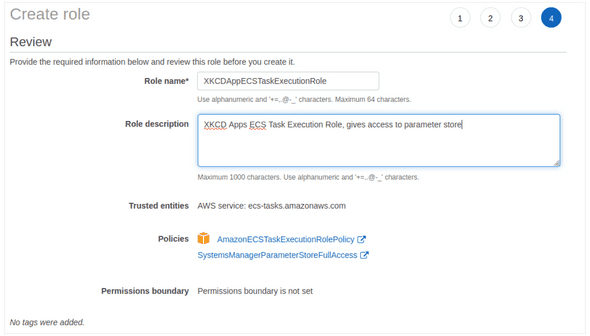 Create role
1 2 3 4
Review
Provide the required information below and review this role before you create it.
Role name* XKCDAppECSTaskExecutionRole
Use alphanumeric and '+=,.@-_' characters. Maximum 64 characters.
Role description XKCD Apps ECS Task Execution Role, gives access to parameter store
Maximum 1000 characters. Use alphanumeric and '+=,.@-_' characters.
Trusted entities AWS service: ecs-tasks.amazonaws.com
Policies AmazonECSTaskExecutionRolePolicy
SystemsManagerParameterStoreFullAccess
Permissions boundary Permissions boundary is not set
No tags were added.